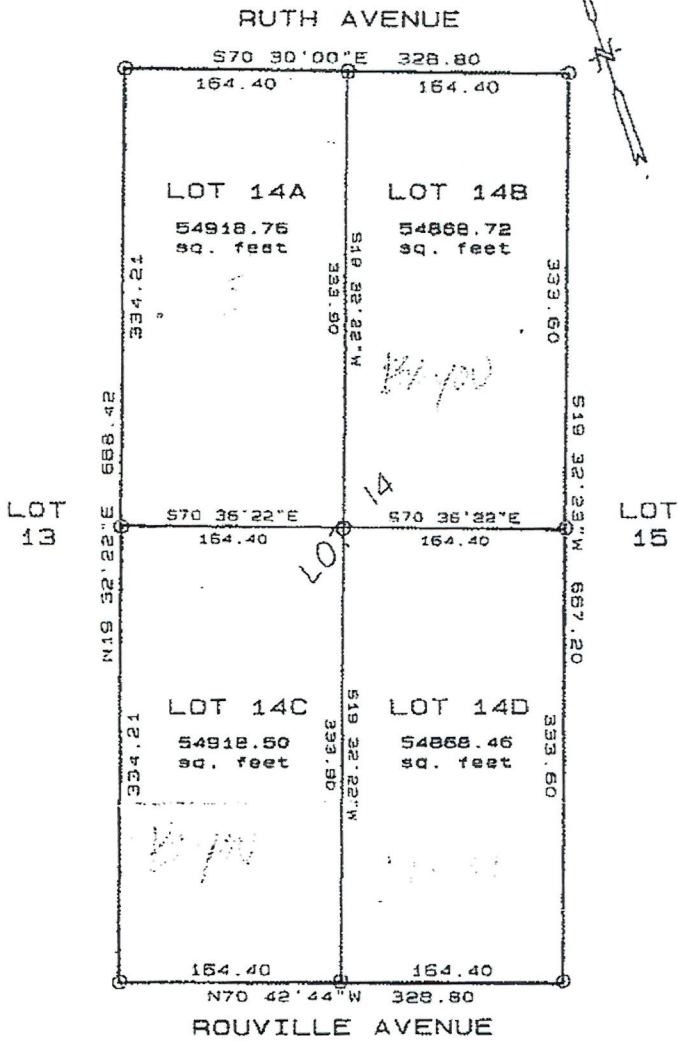 RUTH AVENUE
S70 30'00"E 328.80
164.40 164.40
LOT 14A
54918.76
sq. feet
LOT 14B
54868.72
sq. feet
334.21
333.90
S19 32'22"W
333.60
N19 32'22"E 668.42
S19 32'23"W 667.20
LOT
13
LOT
15
LOT 14
S70 36'22"E
164.40
S70 36'22"E
164.40
LOT 14C
54918.50
sq. feet
LOT 14D
54868.46
sq. feet
334.21
333.90
S19 32'22"W
333.60
164.40 164.40
N70 42'44"W 328.80
ROUVILLE AVENUE